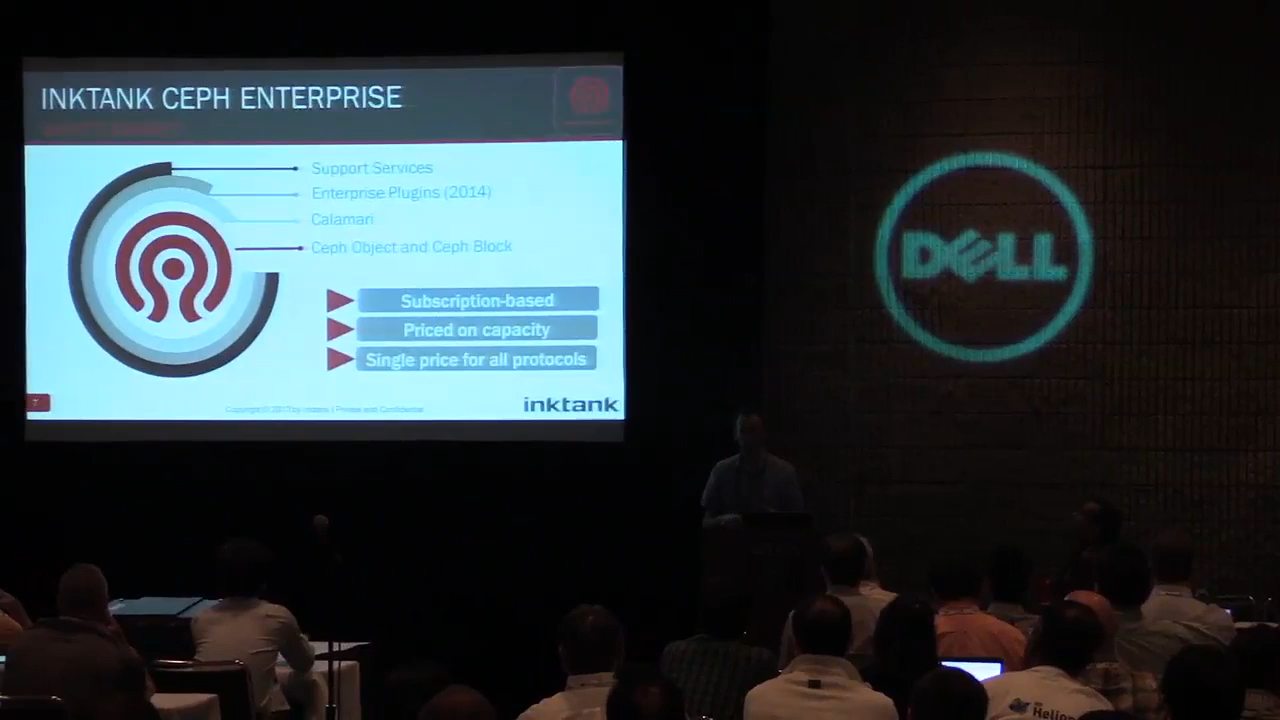 INKTANK CEPH ENTERPRISE
Support Services
Enterprise Plugins (2014)
Calamari
Ceph Object and Ceph Block
Subscription-based
Priced on capacity
Single price for all protocols
7
inktank
DELL